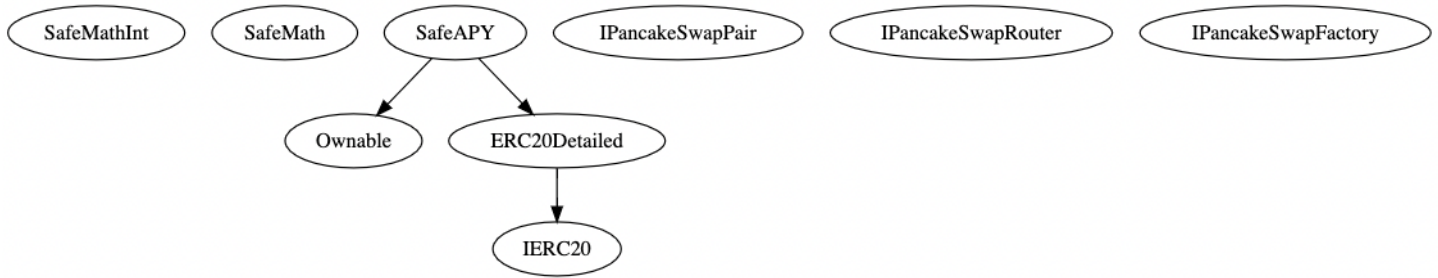 SafeMathInt
SafeMath
SafeAPY
IPancakeSwapPair
IPancakeSwapRouter
IPancakeSwapFactory
Ownable
ERC20Detailed
IERC20